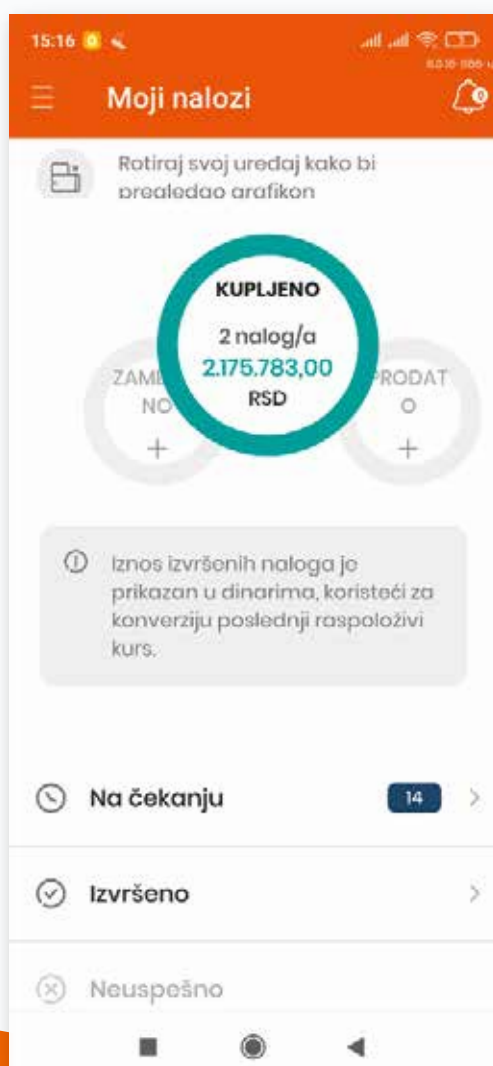 15:16
Moji nalozi
Rotiraj svoj uređaj kako bi
pregledao grafikon
KUPLJENO
2 nalog/a
2.175.783,00
RSD
NO
+
PRODAT
O
+
Iznos izvršenih naloga je
prikazan u dinarima, koristeći za
konverziju poslednji raspoloživi
kurs.
Na čekanju
14
Izvršeno
Neuspešno